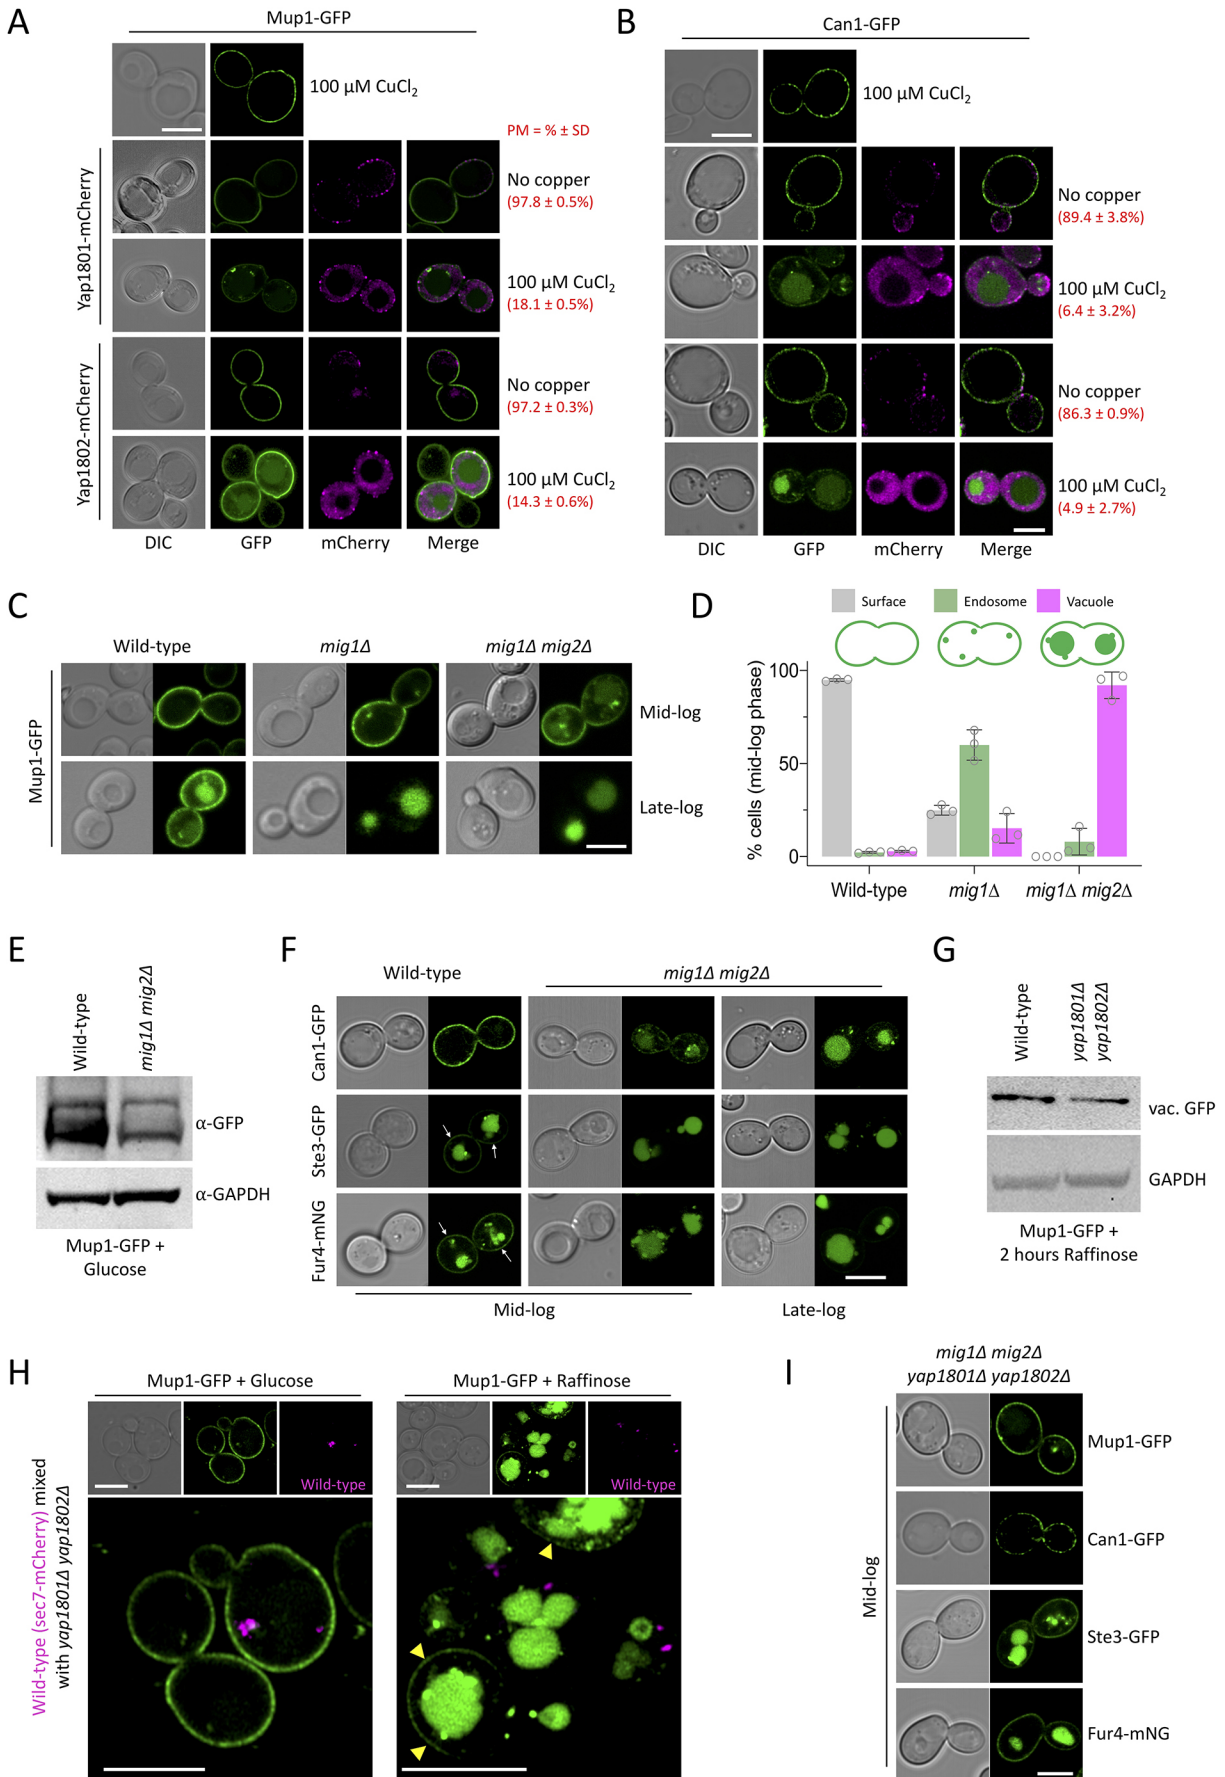 A
Mup1-GFP
100 µM CuCl2
PM = % ± SD
Yap1801-mCherry
No copper
(97.8 ± 0.5%)
100 µM CuCl2
(18.1 ± 0.5%)
Yap1802-mCherry
No copper
(97.2 ± 0.3%)
100 µM CuCl2
(14.3 ± 0.6%)
DIC GFP mCherry Merge
B
Can1-GFP
100 µM CuCl2
No copper
(89.4 ± 3.8%)
100 µM CuCl2
(6.4 ± 3.2%)
No copper
(86.3 ± 0.9%)
100 µM CuCl2
(4.9 ± 2.7%)
DIC GFP mCherry Merge
C
Wild-type mig1Δ mig1Δ mig2Δ
Mup1-GFP
Mid-log
Late-log
D
Surface Endosome Vacuole
% cells (mid-log phase)
100
50
0
Wild-type mig1Δ mig1Δ mig2Δ
E
Wild-type
mig1Δ mig2Δ
α-GFP
α-GAPDH
Mup1-GFP +
Glucose
F
Wild-type mig1Δ mig2Δ
Can1-GFP
Ste3-GFP
Fur4-mNG
Mid-log Late-log
G
Wild-type
yap1801Δ
yap1802Δ
vac. GFP
GAPDH
Mup1-GFP +
2 hours Raffinose
H
Mup1-GFP + Glucose Mup1-GFP + Raffinose
Wild-type Wild-type
Wild-type (sec7-mCherry) mixed
with yap1801Δ yap1802Δ
I
mig1Δ mig2Δ
yap1801Δ yap1802Δ
Mid-log
Mup1-GFP
Can1-GFP
Ste3-GFP
Fur4-mNG